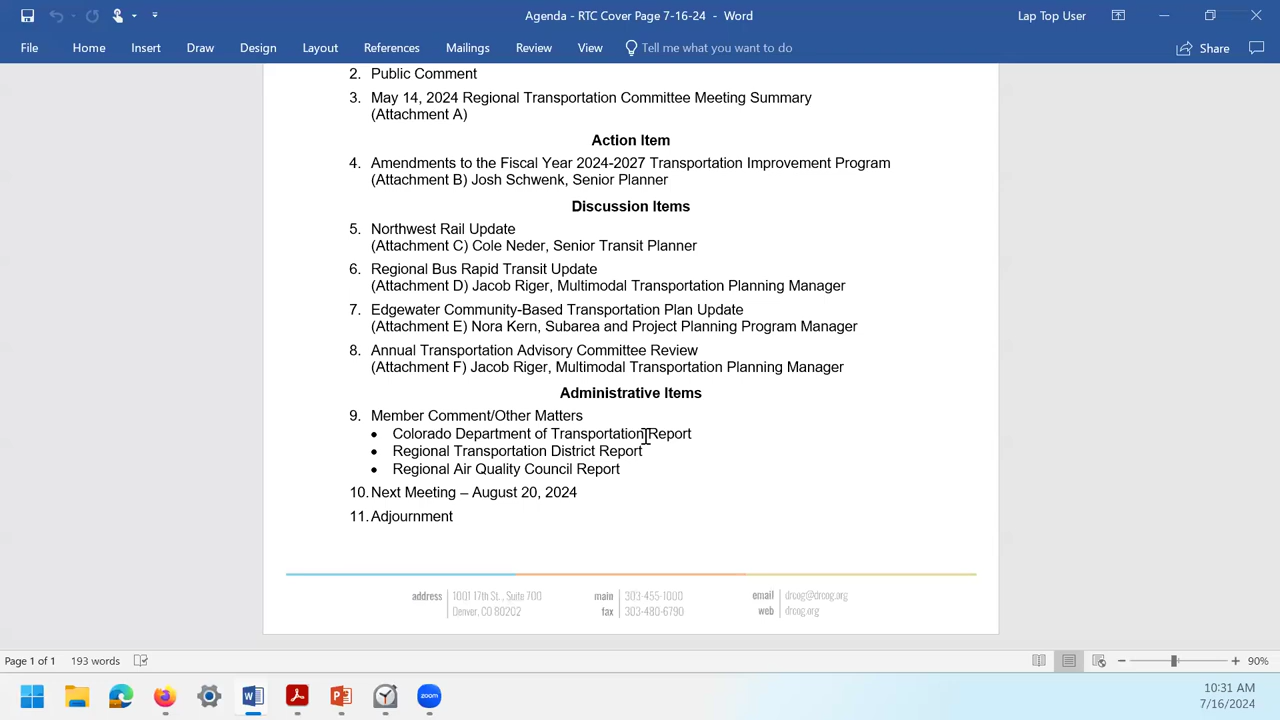 Agenda - RTC Cover Page 7-16-24 - Word
Lap Top User
File Home Insert Draw Design Layout References Mailings Review View Tell me what you want to do Share
2. Public Comment
3. May 14, 2024 Regional Transportation Committee Meeting Summary
(Attachment A)
Action Item
4. Amendments to the Fiscal Year 2024-2027 Transportation Improvement Program
(Attachment B) Josh Schwenk, Senior Planner
Discussion Items
5. Northwest Rail Update
(Attachment C) Cole Neder, Senior Transit Planner
6. Regional Bus Rapid Transit Update
(Attachment D) Jacob Riger, Multimodal Transportation Planning Manager
7. Edgewater Community-Based Transportation Plan Update
(Attachment E) Nora Kern, Subarea and Project Planning Program Manager
8. Annual Transportation Advisory Committee Review
(Attachment F) Jacob Riger, Multimodal Transportation Planning Manager
Administrative Items
9. Member Comment/Other Matters
• Colorado Department of Transportation Report
• Regional Transportation District Report
• Regional Air Quality Council Report
10. Next Meeting – August 20, 2024
11. Adjournment
address 1001 17th St., Suite 700 main 303-455-1000 email drcog@drcog.org
Denver, CO 80202 fax 303-480-6790 web drcog.org
Page 1 of 1 193 words 90%
zoom
10:31 AM
7/16/2024